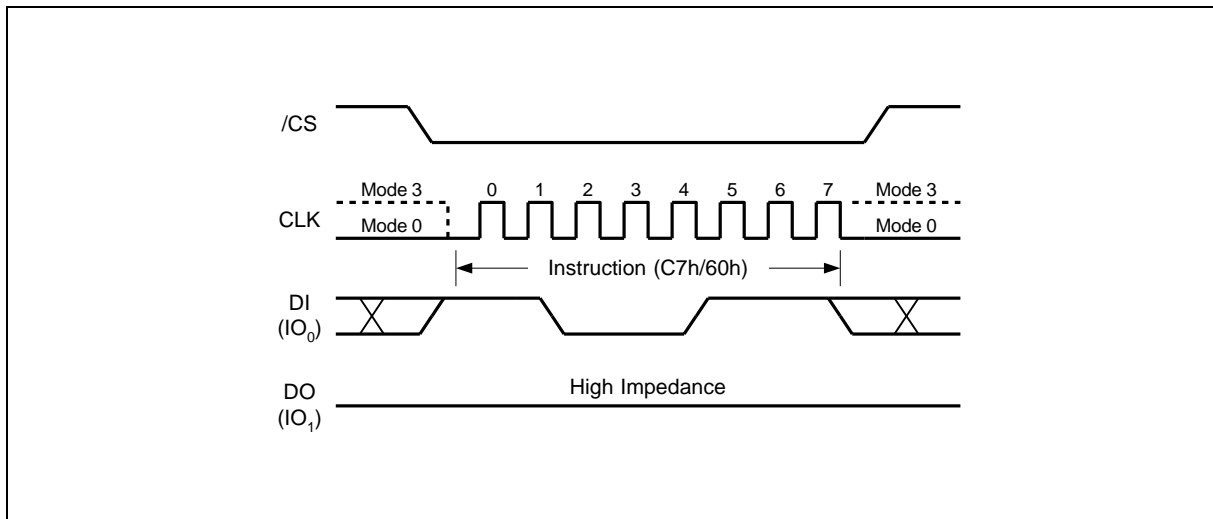 /CS
Mode 3 0 1 2 3 4 5 6 7 Mode 3
CLK
Mode 0 Mode 0
Instruction (C7h/60h)
DI
(IO₀)
High Impedance
DO
(IO₁)